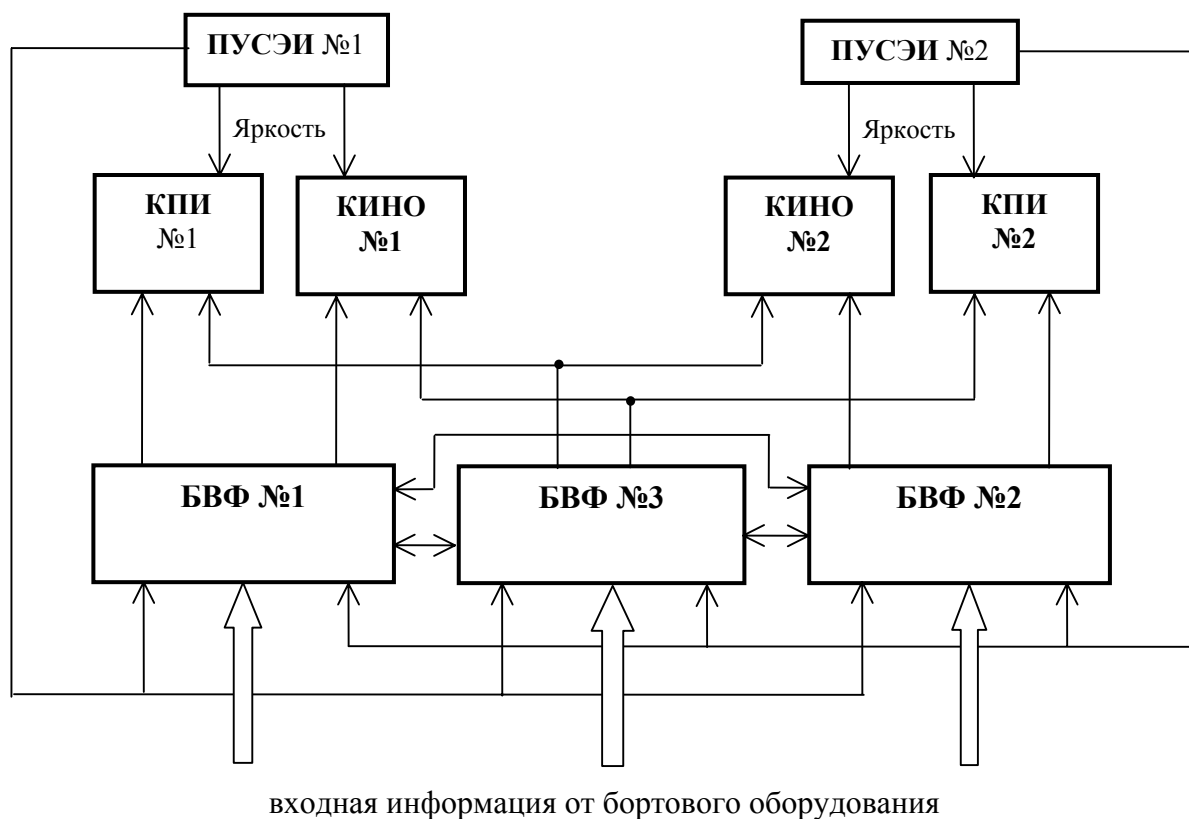 ПУСЭИ №1
ПУСЭИ №2
Яркость
Яркость
КПИ
№1
КИНО
№1
КИНО
№2
КПИ
№2
БВФ №1
БВФ №3
БВФ №2
входная информация от бортового оборудования